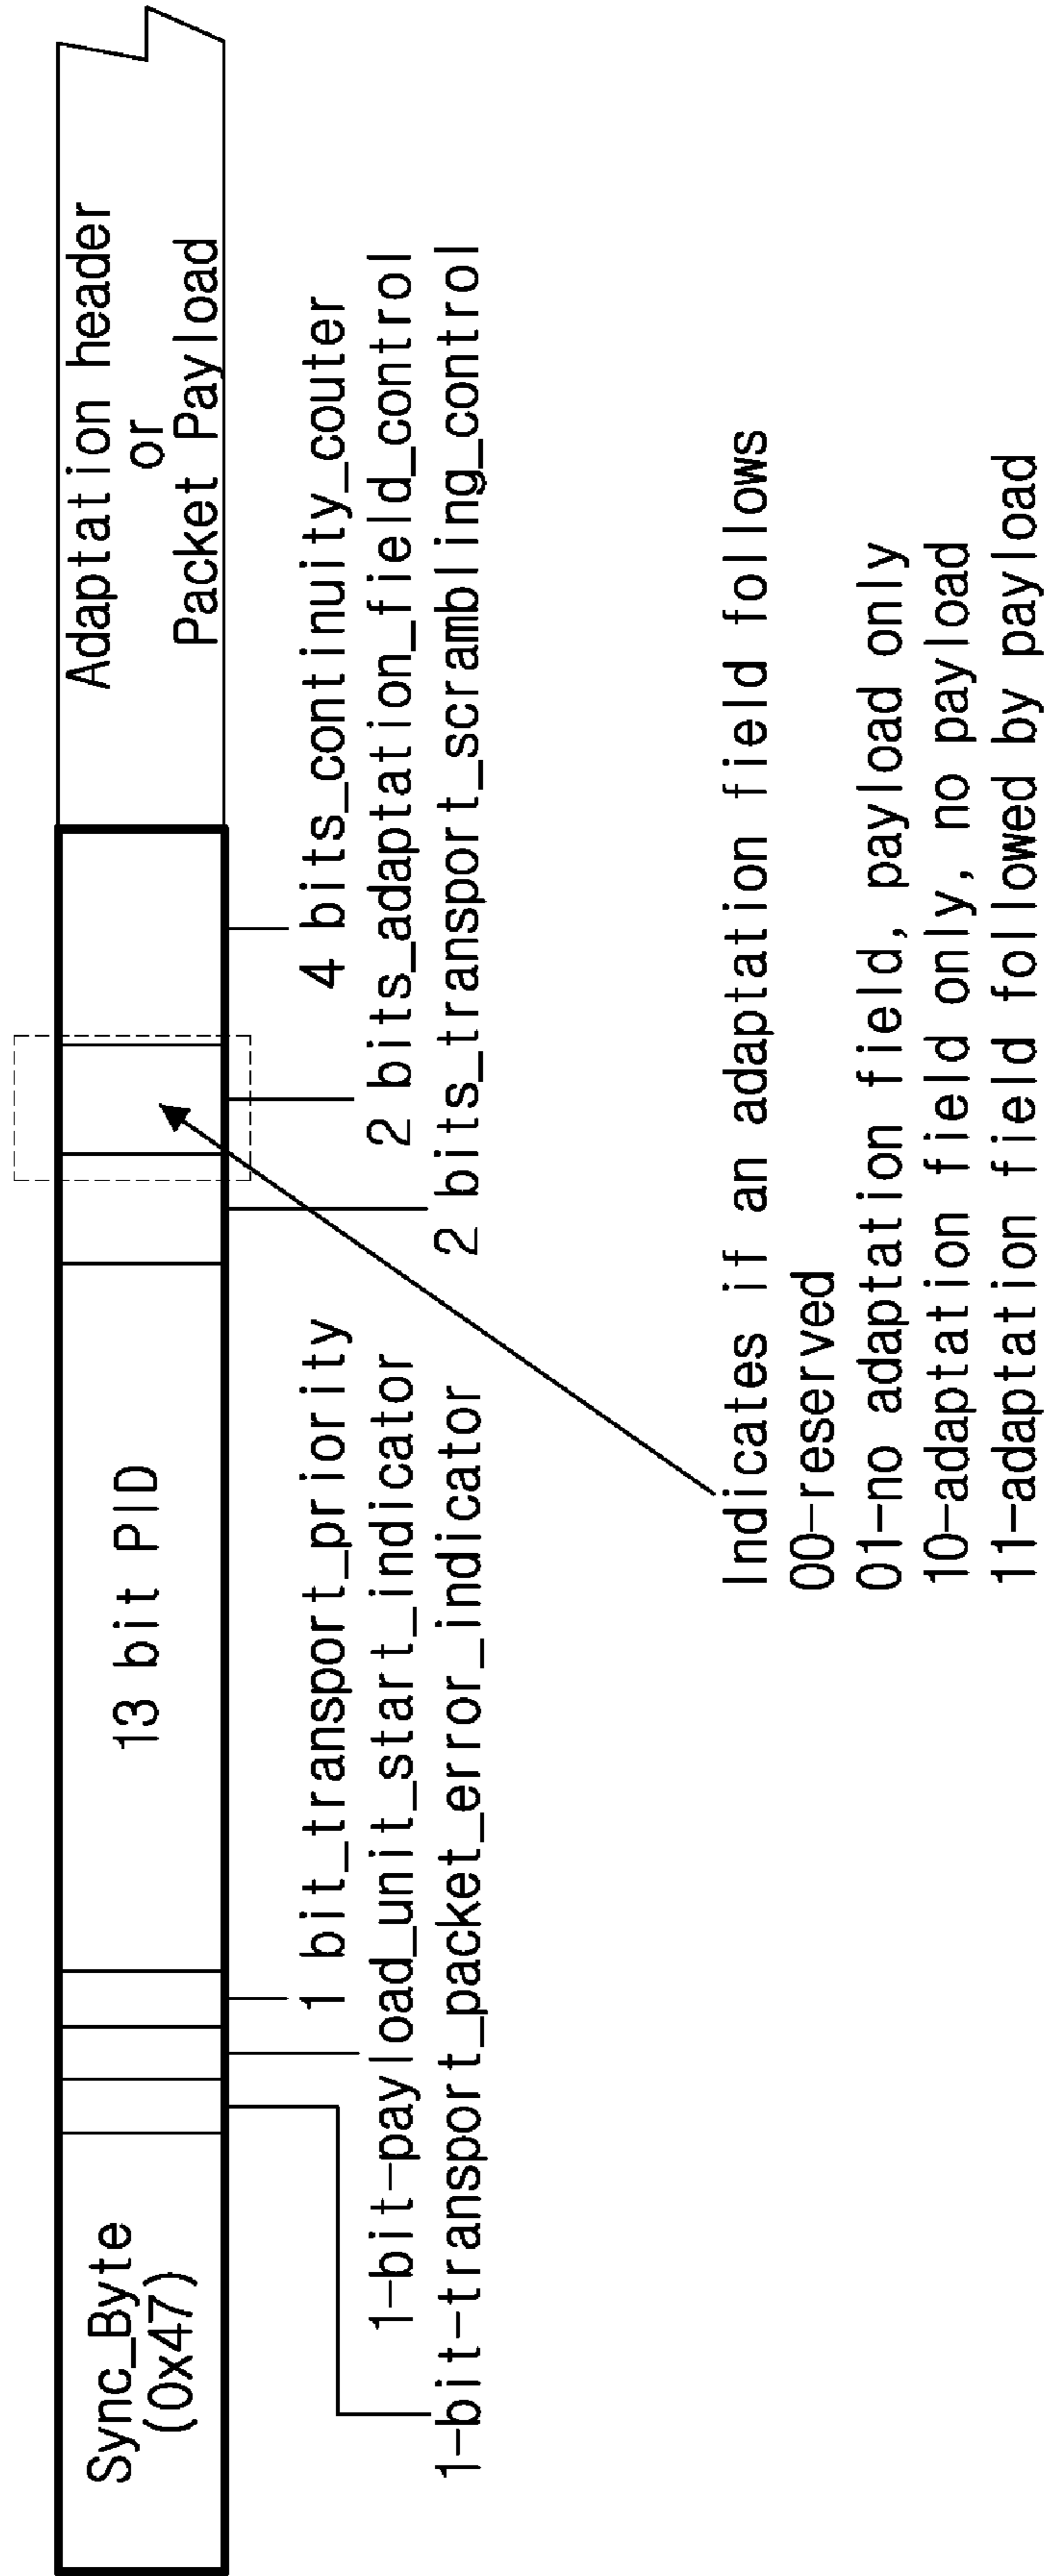 Sync_Byte
(0x47)
13 bit PID
Adaptation header
or
Packet Payload
1 bit_transport_priority
1-bit-payload_unit_start_indicator
1-bit-transport_packet_error_indicator
4 bits_continuity_couter
2 bits_adaptation_field_control
2 bits_transport_scrambling_control
Indicates if an adaptation field follows
00-reserved
01-no adaptation field, payload only
10-adaptation field only, no payload
11-adaptation field followed by payload